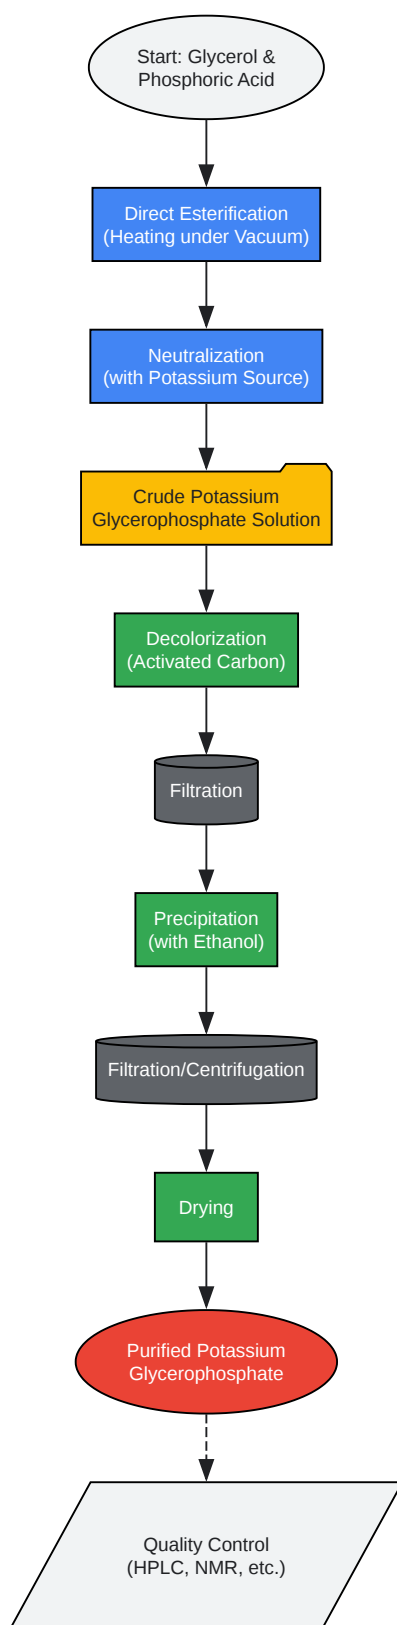 Start: Glycerol &
Phosphoric Acid
Direct Esterification
(Heating under Vacuum)
Neutralization
(with Potassium Source)
Crude Potassium
Glycerophosphate Solution
Decolorization
(Activated Carbon)
Filtration
Precipitation
(with Ethanol)
Filtration/Centrifugation
Drying
Purified Potassium
Glycerophosphate
Quality Control
(HPLC, NMR, etc.)